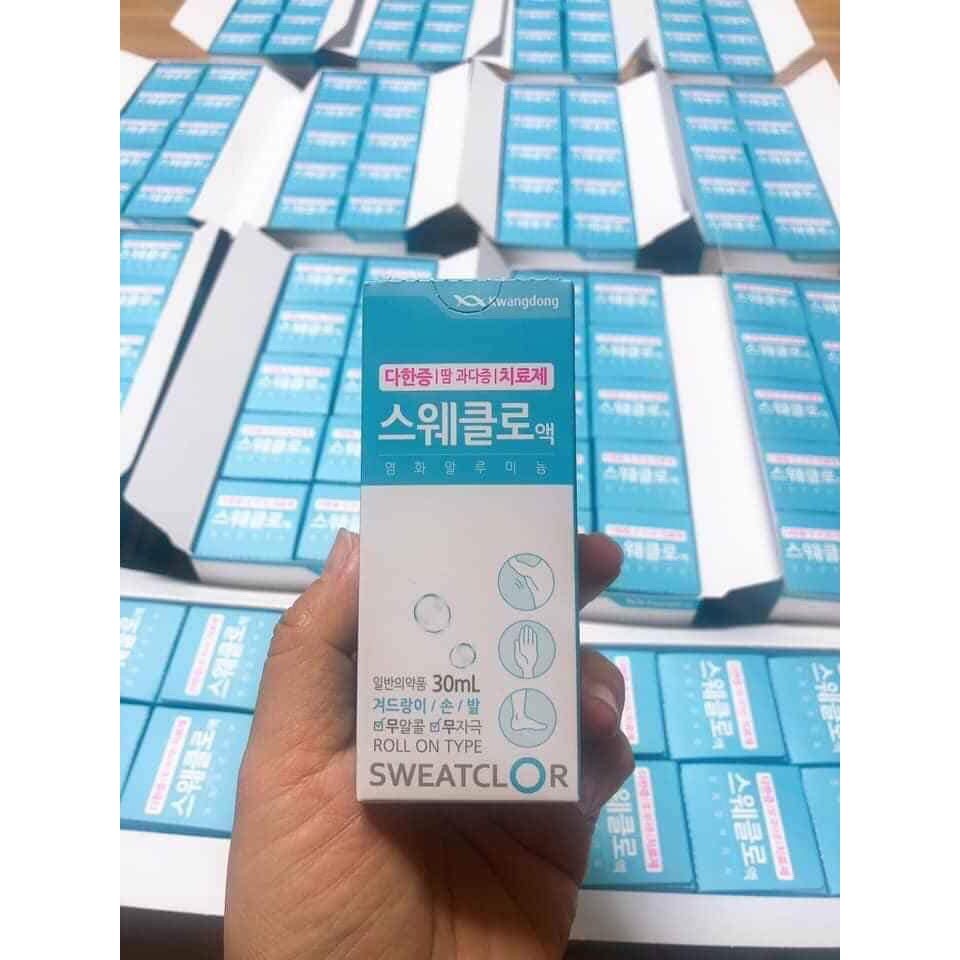 Kwangdong
다한증|땀 과다증|치료제
스웨클로액
염화알루미늄
일반의약품 30mL
겨드랑이 / 손 / 발
☑무알콜 ☑무자극
ROLL ON TYPE
SWEATCLOR